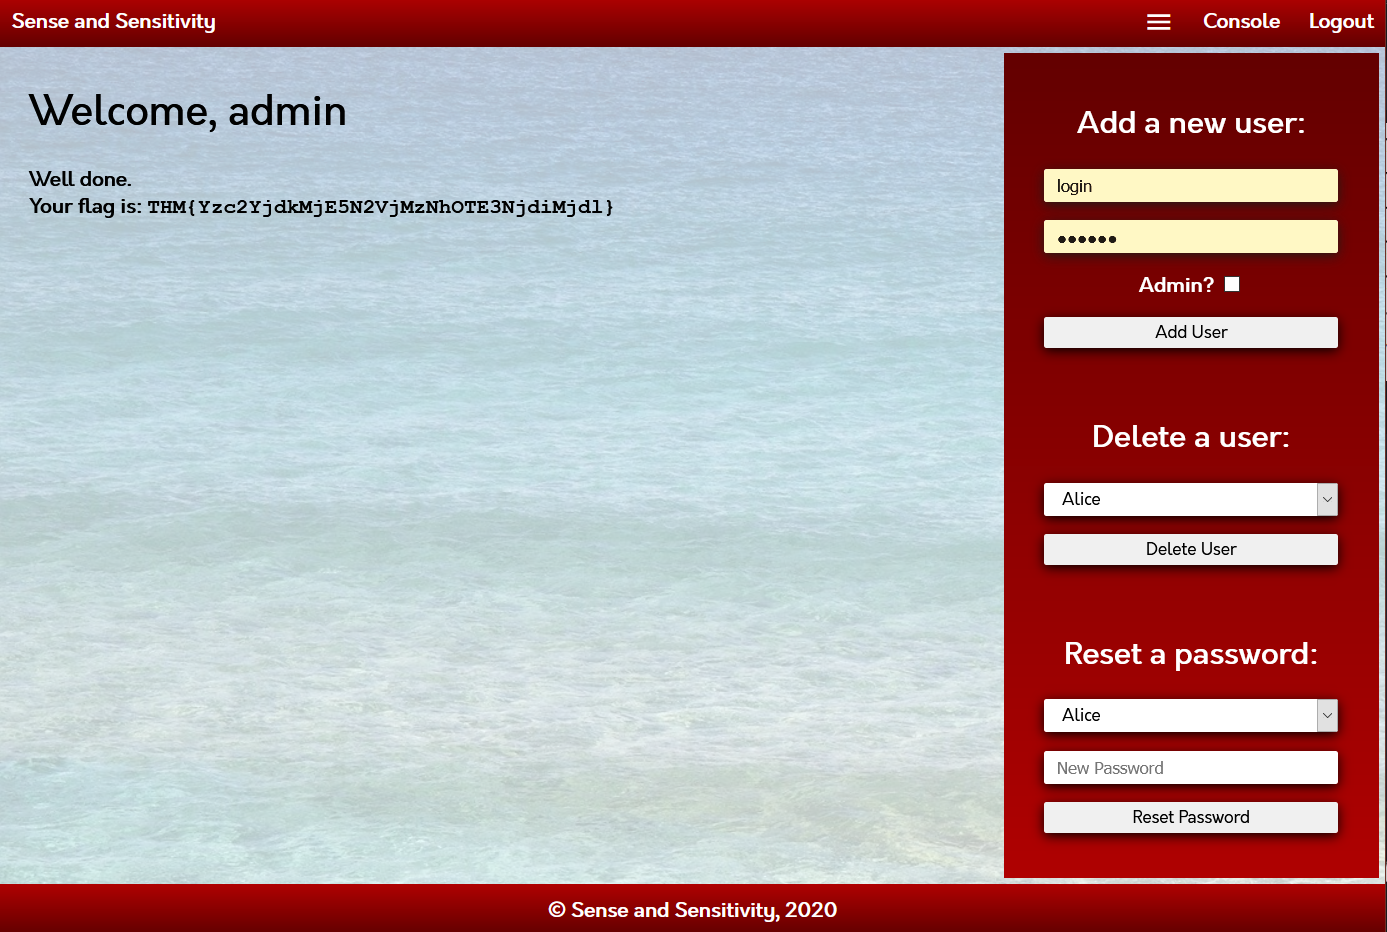 Sense and Sensitivity
Console Logout
Welcome, admin
Well done.
Your flag is: THM{Yzc2YjdkMjE5N2VjMzNhOTE3NjdiMjdl}
Add a new user:
login
••••••
Admin?
Add User
Delete a user:
Alice
Delete User
Reset a password:
Alice
New Password
Reset Password
© Sense and Sensitivity, 2020